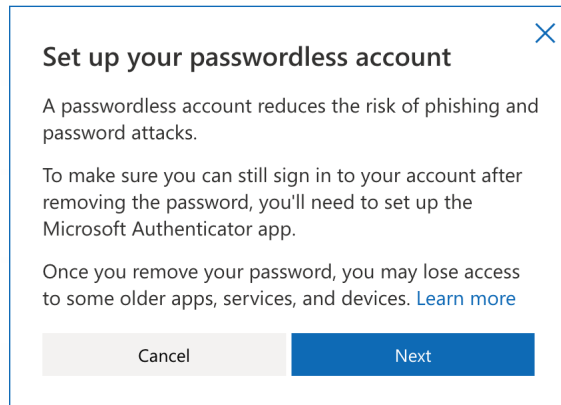 Set up your passwordless account
A passwordless account reduces the risk of phishing and
password attacks.
To make sure you can still sign in to your account after
removing the password, you'll need to set up the
Microsoft Authenticator app.
Once you remove your password, you may lose access
to some older apps, services, and devices. Learn more
Cancel
Next